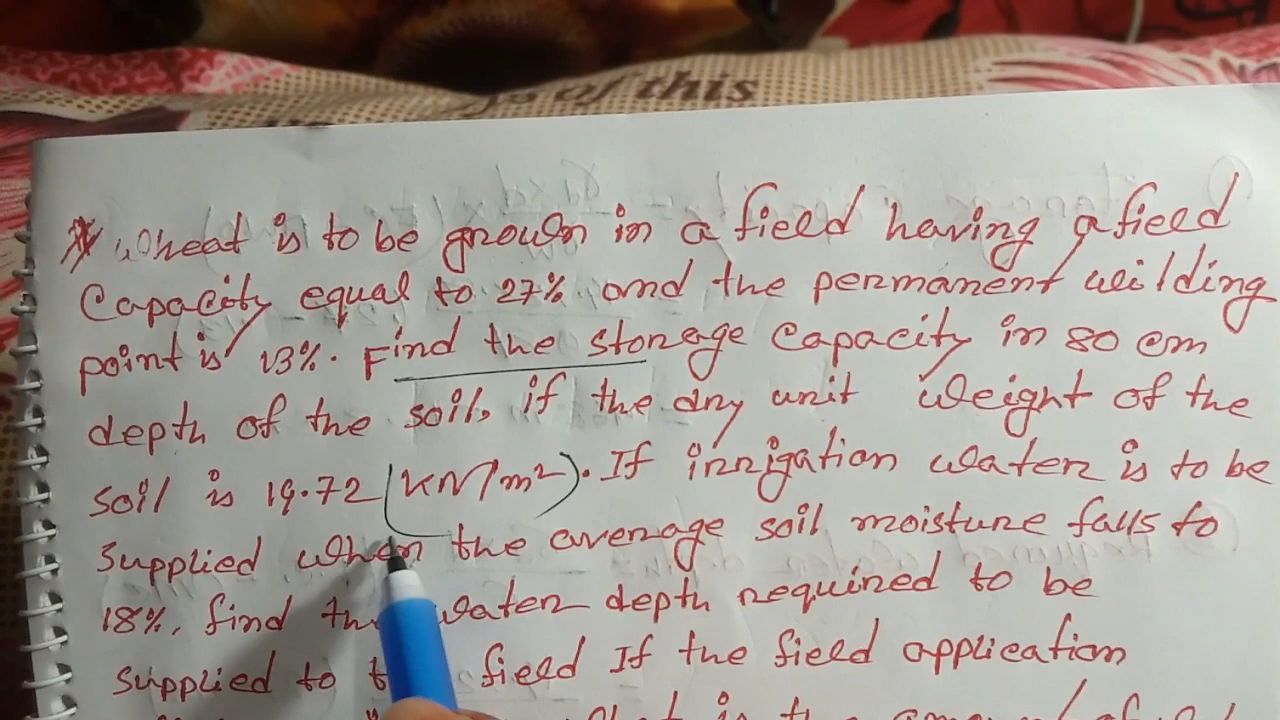 of this
Wheat is to be grown in a field having a field
Capacity equal to 27% and the permanent wilding
point is 13%. Find the storage capacity in 80 cm
depth of the soil, if the dry unit weight of the
soil is 14.72 (KN/m²). If irrigation water is to be
supplied when the average soil moisture falls to
18%, find the water depth required to be
supplied to field If the field application